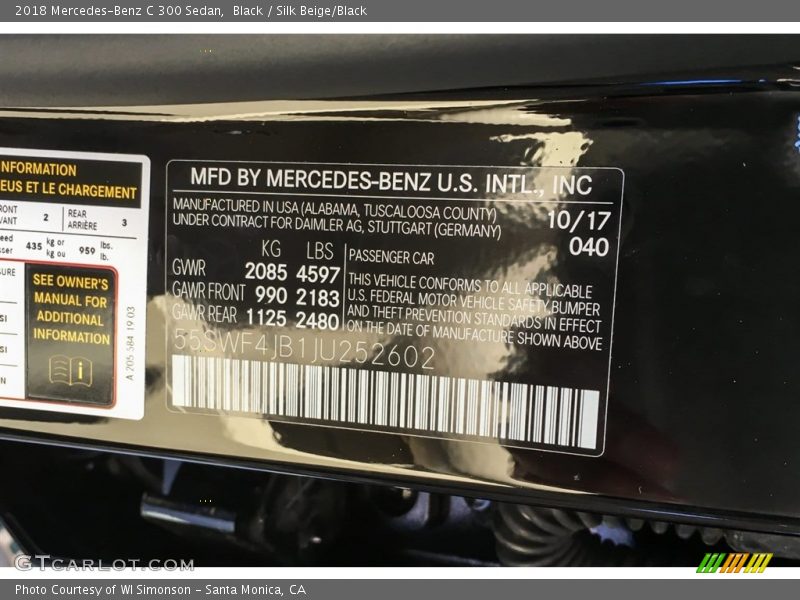 2018 Mercedes-Benz C 300 Sedan, Black / Silk Beige/Black
NFORMATION
EUS ET LE CHARGEMENT
RONT
VANT
2
REAR
ARRIÈRE
3
435
kg or
kg ou
959
lbs.
lb.
SEE OWNER'S
MANUAL FOR
ADDITIONAL
INFORMATION
A 205 584 19 03
MFD BY MERCEDES-BENZ U.S. INTL., INC
MANUFACTURED IN USA (ALABAMA, TUSCALOOSA COUNTY)
UNDER CONTRACT FOR DAIMLER AG, STUTTGART (GERMANY)
10/17
040
KG LBS
GWR 2085 4597
GAWR FRONT 990 2183
GAWR REAR 1125 2480
PASSENGER CAR
THIS VEHICLE CONFORMS TO ALL APPLICABLE
U.S. FEDERAL MOTOR VEHICLE SAFETY,BUMPER
AND THEFT PREVENTION STANDARDS IN EFFECT
ON THE DATE OF MANUFACTURE SHOWN ABOVE
55SWF4JB1JU252602
GTCARLOT.COM
Photo Courtesy of WI Simonson - Santa Monica, CA